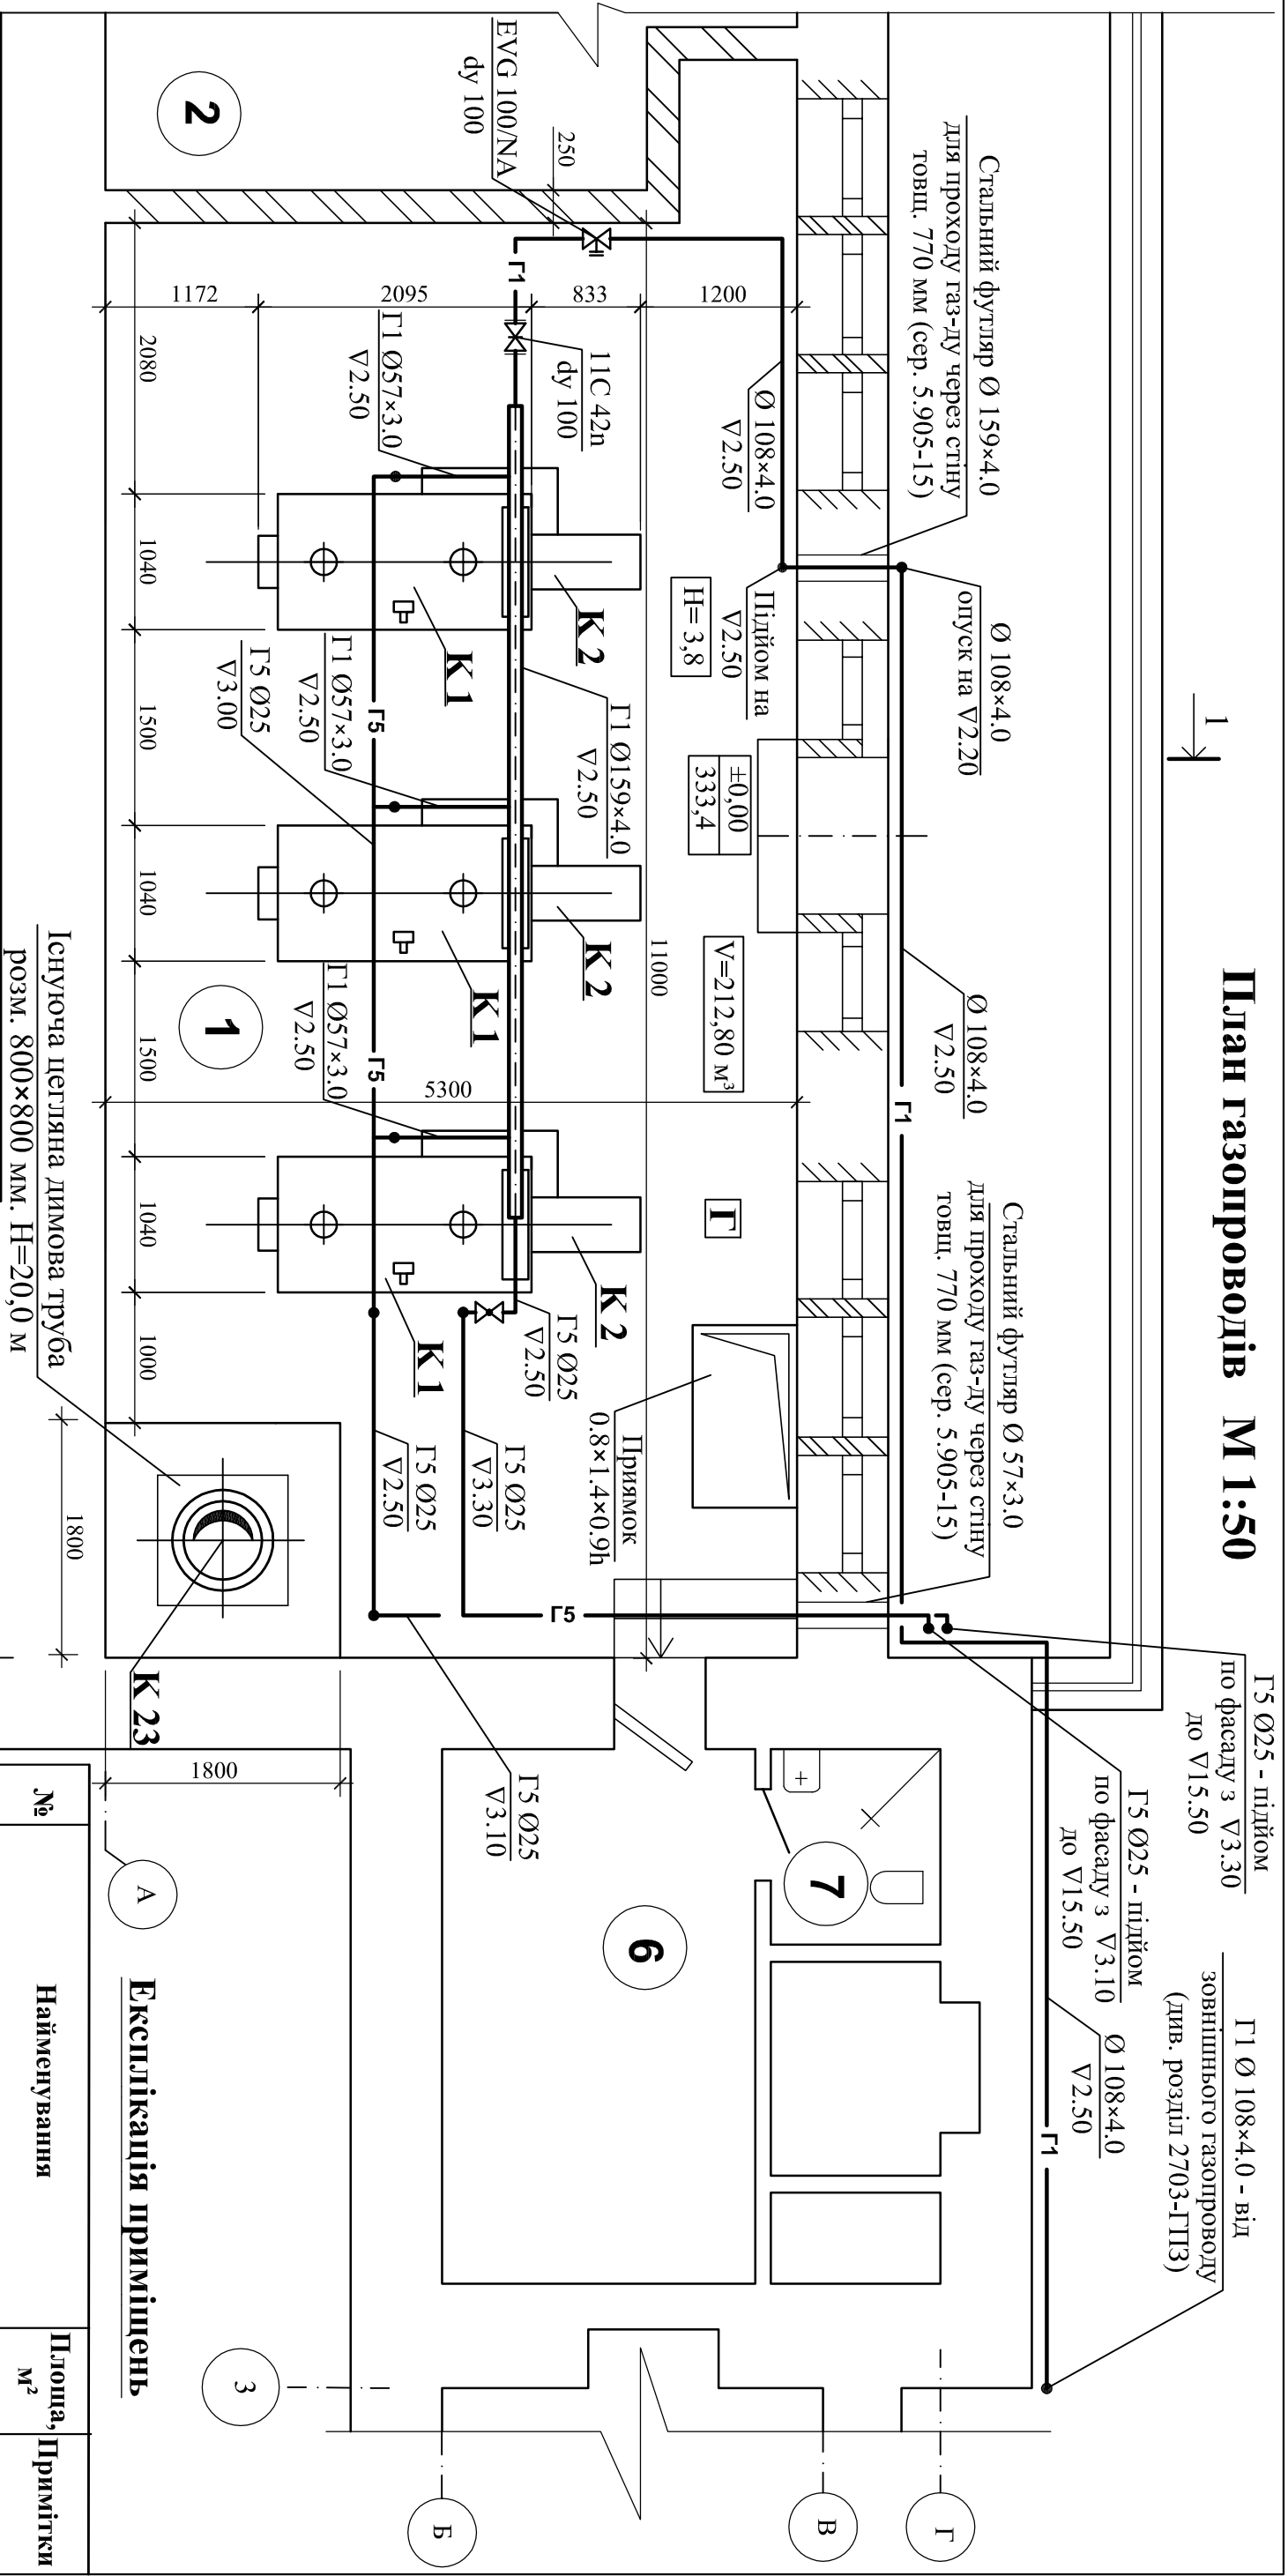 План газопроводів М 1:50
1
Г5 Ø25 - підйом
по фасаду з ∇3.30
до ∇15.50
Г1 Ø 108×4.0 - від
зовнішнього газопроводу
(див. розділ 2703-ГПЗ)
Г5 Ø25 - підйом
по фасаду з ∇3.10
до ∇15.50
Ø 108×4.0
∇2.50
Г1
Стальний футляр Ø 159×4.0
для проходу газ-ду через стіну
товщ. 770 мм (сер. 5.905-15)
Ø 108×4.0
опуск на ∇2.20
Ø 108×4.0
∇2.50
Г1
Стальний футляр Ø 57×3.0
для проходу газ-ду через стіну
товщ. 770 мм (сер. 5.905-15)
Ø 108×4.0
∇2.50
Підйом на
∇2.50
H= 3,8
±0,00
333,4
V=212,80 м³
Г
Приямок
0.8×1.4×0.9h
EVG 100/NA
dy 100
250
11С 42п
dy 100
Г1
1200
833
2095
1172
5300
11000
К 2
К 2
К 2
Г1 Ø159×4.0
∇2.50
Г5 Ø25
∇2.50
Г5 Ø25
∇3.30
Г5
Г5 Ø25
∇2.50
Г5 Ø25
∇3.10
Г1 Ø57×3.0
∇2.50
Г1 Ø57×3.0
∇2.50
Г1 Ø57×3.0
∇2.50
К 1
К 1
К 1
Г5
Г5
Г5 Ø25
∇3.00
2080
1040
1500
1040
1500
1040
1000
1800
1800
2
1
6
7
К 23
Існуюча цегляна димова труба
розм. 800×800 мм. H=20,0 м
А
Б
В
Г
3
Експлікація приміщень
№
Найменування
Площа,
м²
Примітки